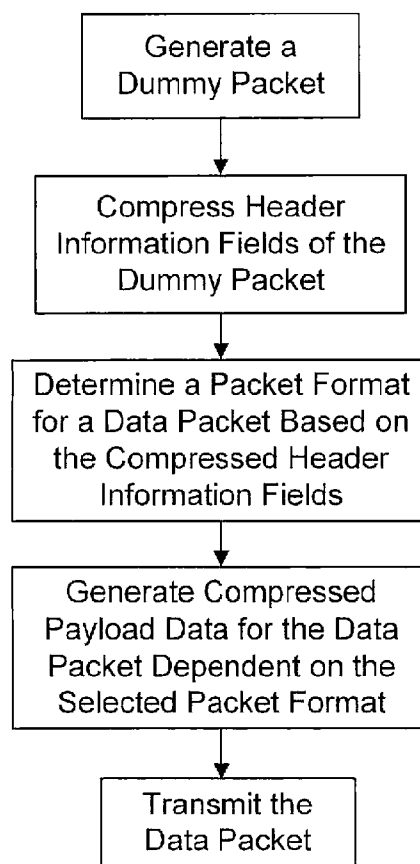 Generate a
Dummy Packet
Compress Header
Information Fields of the
Dummy Packet
Determine a Packet Format
for a Data Packet Based on
the Compressed Header
Information Fields
Generate Compressed
Payload Data for the Data
Packet Dependent on the
Selected Packet Format
Transmit the
Data Packet